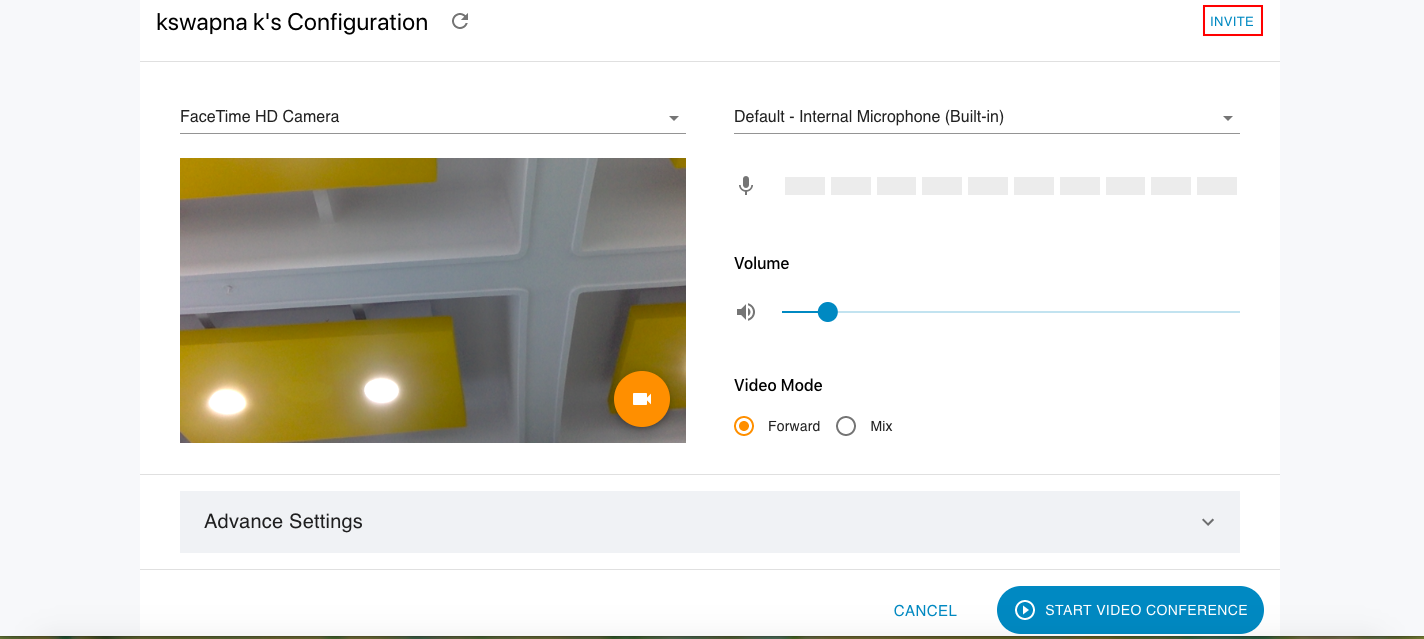 kswapna k's Configuration
INVITE
FaceTime HD Camera
Default - Internal Microphone (Built-in)
Volume
Video Mode
Forward
Mix
Advance Settings
CANCEL
START VIDEO CONFERENCE